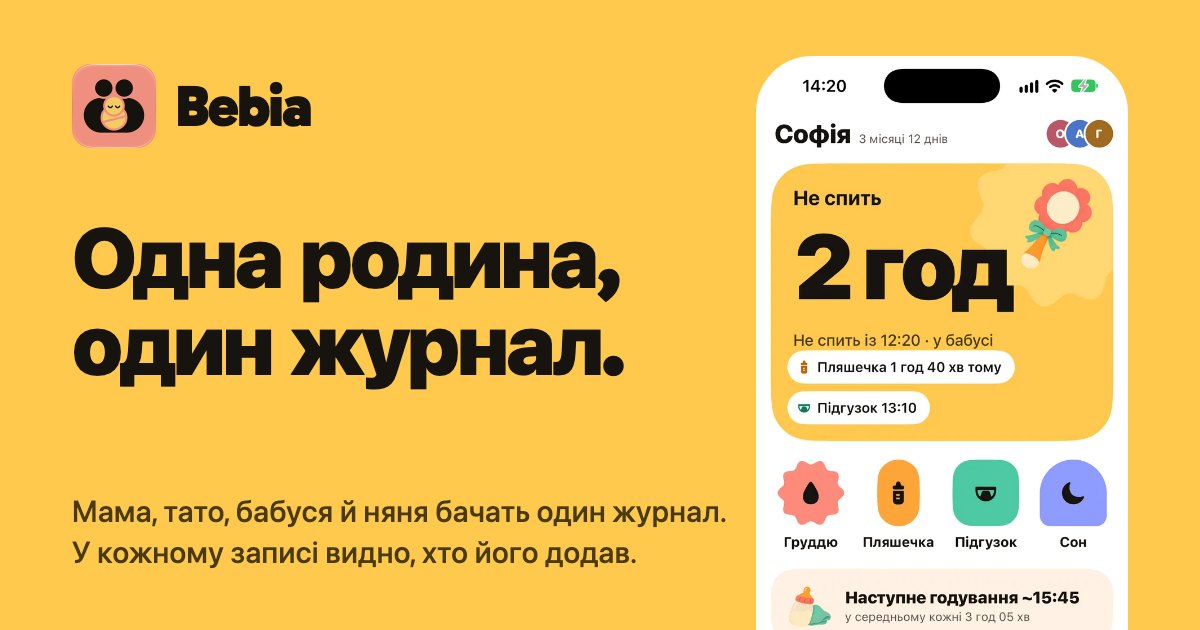 Bebia
Одна родина,
один журнал.
Мама, тато, бабуся й няня бачать один журнал.
У кожному записі видно, хто його додав.
14:20
Софія 3 місяці 12 днів
О А Г
Не спить
2 год
Не спить із 12:20 · у бабусі
Пляшечка 1 год 40 хв тому
Підгузок 13:10
Груддю Пляшечка Підгузок Сон
Наступне годування ~15:45
у середньому кожні 3 год 05 хв